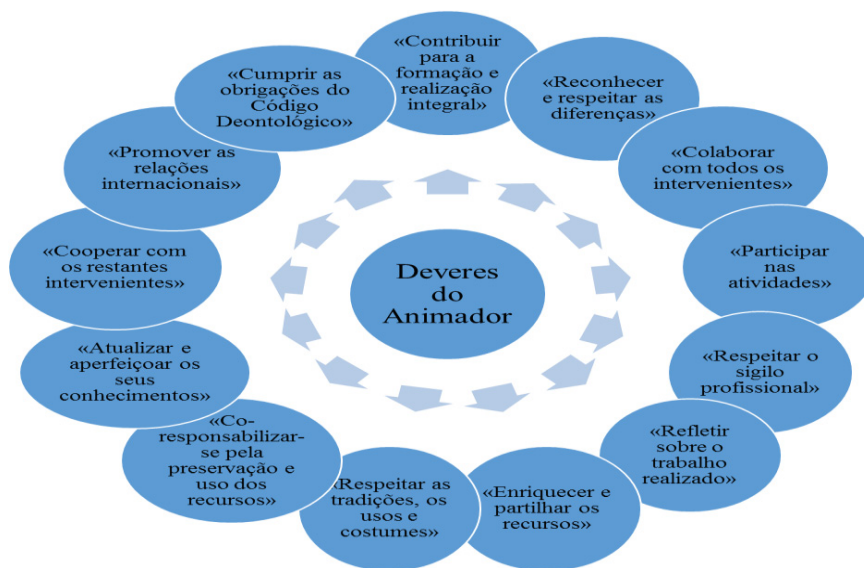 Deveres
do
Animador
«Contribuir
para a
formação e
realização
integral»
«Reconhecer
e respeitar as
diferenças»
«Colaborar
com todos os
intervenientes»
«Participar
nas
atividades»
«Respeitar o
sigilo
profissional»
«Refletir
sobre o
trabalho
realizado»
«Enriquecer e
partilhar os
recursos»
«Respeitar as
tradições, os
usos e
costumes»
«Co-
responsabilizar-
se pela
preservação e
uso dos
recursos»
«Atualizar e
aperfeiçoar os
seus
conhecimentos»
«Cooperar com
os restantes
intervenientes»
«Promover as
relações
internacionais»
«Cumprir as
obrigações do
Código
Deontológico»